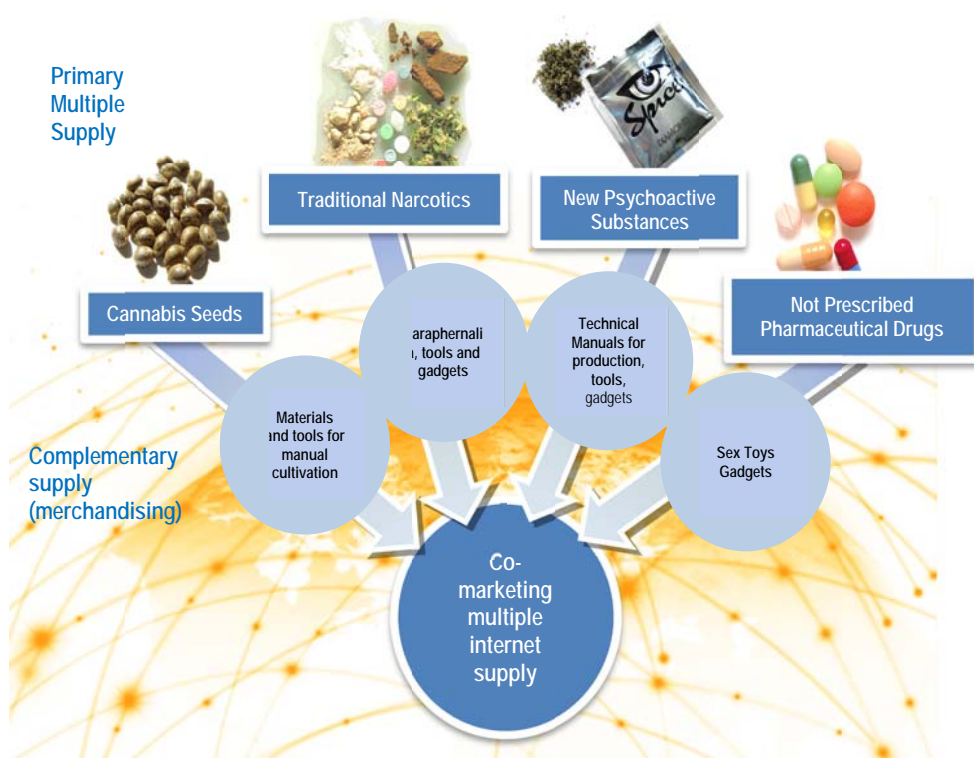 Primary
Multiple
Supply
Spice
Traditional Narcotics
New Psychoactive
Substances
Cannabis Seeds
Not Prescribed
Pharmaceutical Drugs
araphernali
, tools and
gadgets
Technical
Manuals for
production,
tools,
gadgets
Materials
and tools for
manual
cultivation
Sex Toys
Gadgets
Complementary
supply
(merchandising)
Co-
marketing
multiple
internet
supply